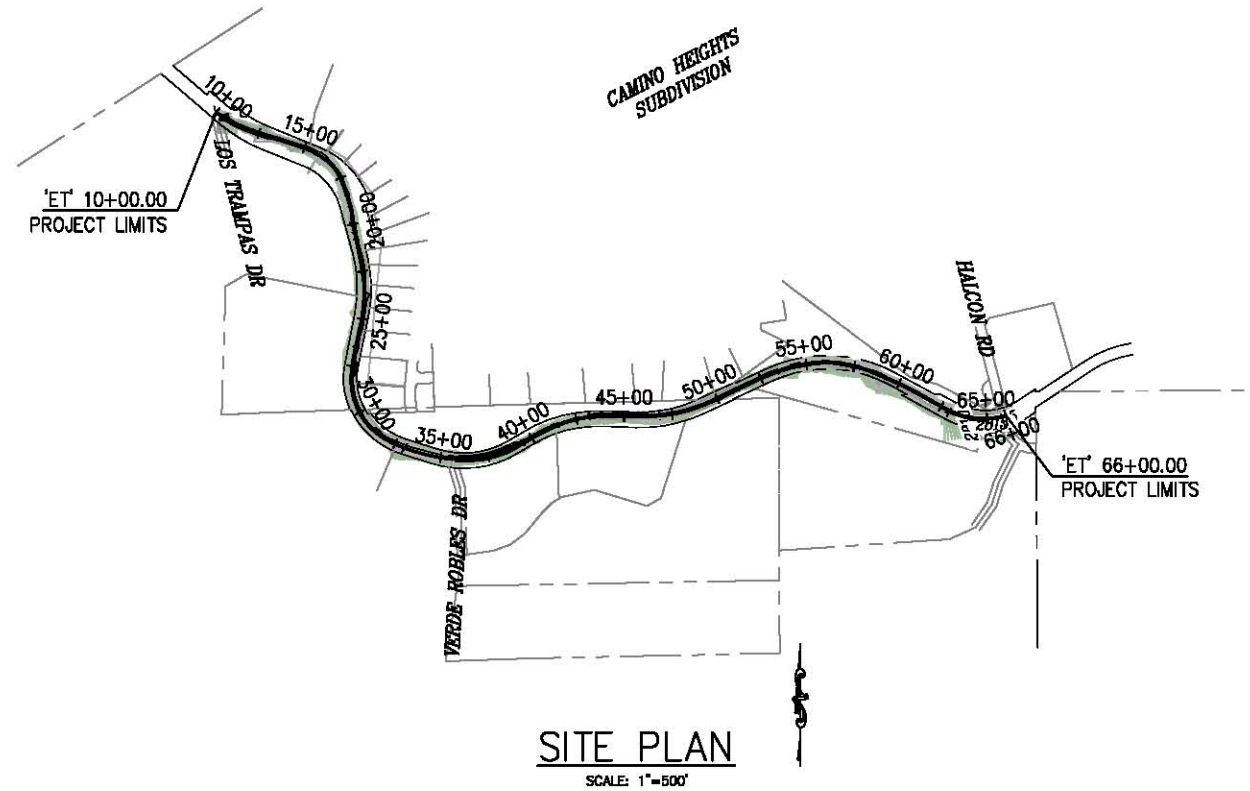 CAMINO HEIGHTS
SUBDIVISION
10+00
15+00
LOS TRAMPAS DR
'ET' 10+00.00
PROJECT LIMITS
20+00
25+00
30+00
35+00
40+00
45+00
50+00
55+00
60+00
65+00
66+00
HALCON RD
'ET' 66+00.00
PROJECT LIMITS
VERDE ROBLES DR
SITE PLAN
SCALE: 1"=500'